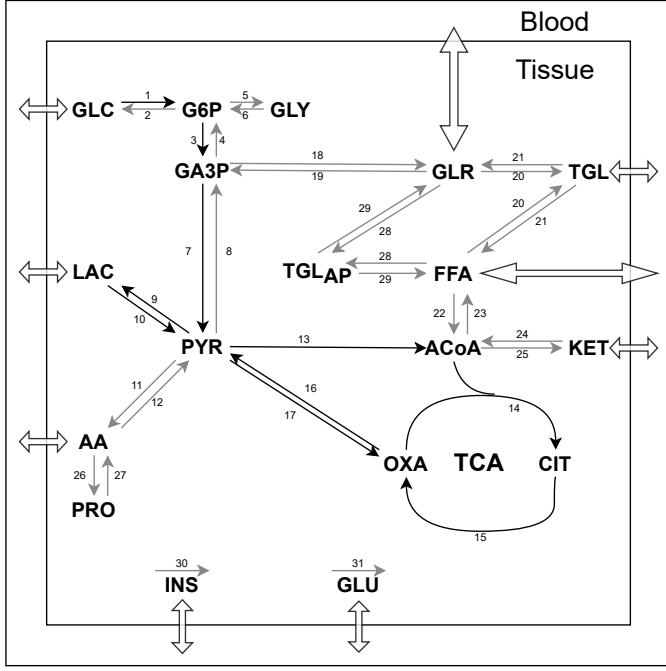 Blood
Tissue
1
5
GLC
G6P
GLY
2
6
3
4
18
21
GA3P
GLR
TGL
19
20
29
20
28
21
7
8
28
LAC
TGLAP
FFA
29
9
10
22
23
13
24
PYR
ACoA
KET
25
11
12
16
17
14
AA
OXA
TCA
CIT
26
27
PRO
15
30
31
INS
GLU